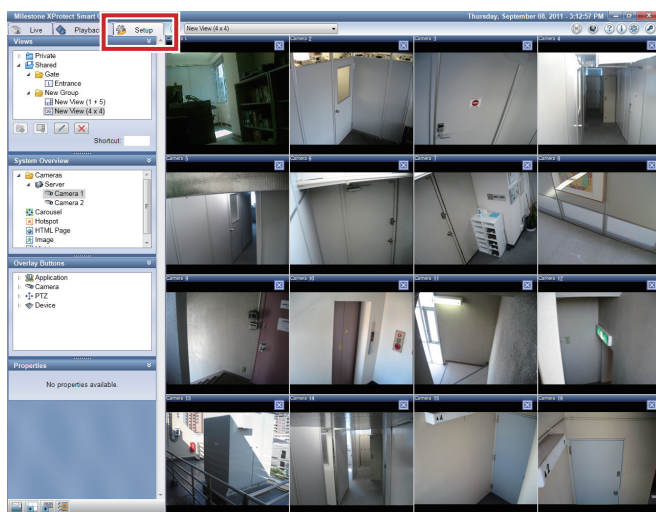 Milestone XProtect Smart
Thursday, September 08, 2011 - 3:12:57 PM
Live
Playbac
Setup
New View (4 x 4)
Views
Private
Shared
Gate
Entrance
New Group
New View (1 + 5)
New View (4 x 4)
Shortcut:
System Overview
Cameras
Server
Camera 1
Camera 2
Carousel
Hotspot
HTML Page
Image
Overlay Buttons
Application
Camera
PTZ
Device
Properties
No properties available.
Camera 2
Camera 3
Camera 4
Camera 5
Camera 6
Camera 7
Camera 8
Camera 9
Camera 10
Camera 11
Camera 12
Camera 13
Camera 14
Camera 15
Camera 16